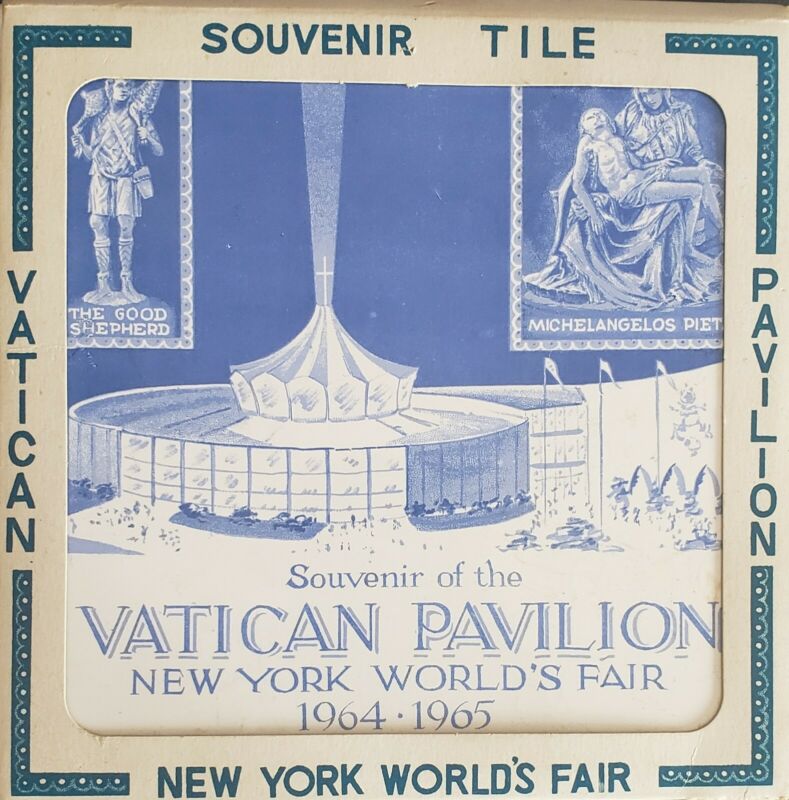 SOUVENIR TILE
VATICAN
PAVILION
THE GOOD
SHEPHERD
MICHELANGELOS PIET
Souvenir of the
VATICAN PAVILION
NEW YORK WORLD'S FAIR
1964 · 1965
NEW YORK WORLD'S FAIR